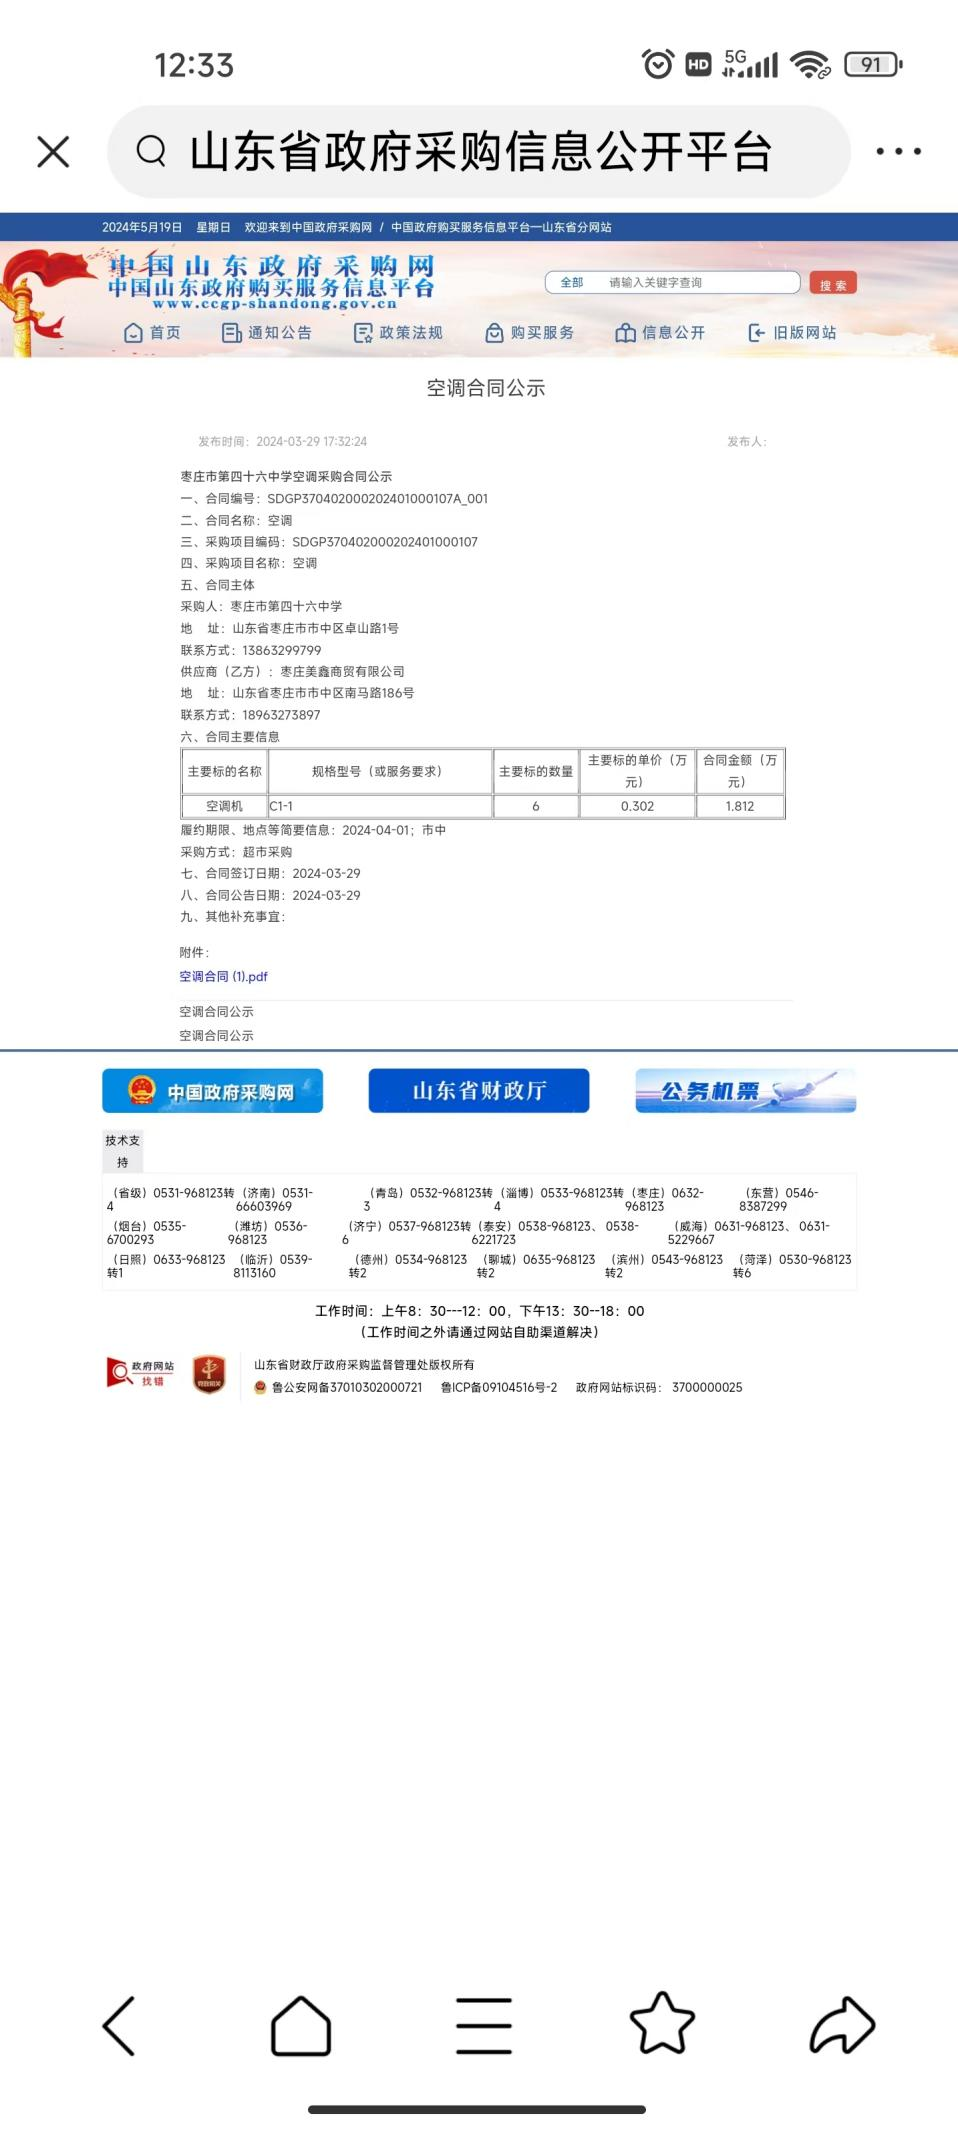 12:33
HD 5G 91
山东省政府采购信息公开平台
2024年5月19日 星期日 欢迎来到中国政府采购网 / 中国政府购买服务信息平台—山东省分网站
中国山东政府采购网
中国山东政府购买服务信息平台
www.ccgp-shandong.gov.cn
全部 请输入关键字查询 搜索
首页 通知公告 政策法规 购买服务 信息公开 旧版网站
空调合同公示
发布时间：2024-03-29 17:32:24 发布人：
枣庄市第四十六中学空调采购合同公示
一、合同编号：SDGP370402000202401000107A_001
二、合同名称：空调
三、采购项目编码：SDGP370402000202401000107
四、采购项目名称：空调
五、合同主体
采购人：枣庄市第四十六中学
地 址：山东省枣庄市市中区卓山路1号
联系方式：13863299799
供应商（乙方）：枣庄美鑫商贸有限公司
地 址：山东省枣庄市市中区南马路186号
联系方式：18963273897
六、合同主要信息
主要标的名称 规格型号（或服务要求） 主要标的数量 主要标的单价（万元） 合同金额（万元）
空调机 C1-1 6 0.302 1.812
履约期限、地点等简要信息：2024-04-01；市中
采购方式：超市采购
七、合同签订日期：2024-03-29
八、合同公告日期：2024-03-29
九、其他补充事宜：
附件：
空调合同 (1).pdf
空调合同公示
空调合同公示
中国政府采购网 山东省财政厅 公务机票
技术支持
（省级）0531-968123转4 （济南）0531-66603969 （青岛）0532-968123转3 （淄博）0533-968123转4 （枣庄）0632-968123 （东营）0546-8387299
（烟台）0535-6700293 （潍坊）0536-968123 （济宁）0537-968123转6 （泰安）0538-968123、0538-6221723 （威海）0631-968123、0631-5229667
（日照）0633-968123转1 （临沂）0539-8113160 （德州）0534-968123转2 （聊城）0635-968123转2 （滨州）0543-968123转2 （菏泽）0530-968123转6
工作时间：上午8：30---12：00，下午13：30--18：00
（工作时间之外请通过网站自助渠道解决）
政府网站找错 党政机关
山东省财政厅政府采购监督管理处版权所有
鲁公安网备37010302000721 鲁ICP备09104516号-2 政府网站标识码： 3700000025